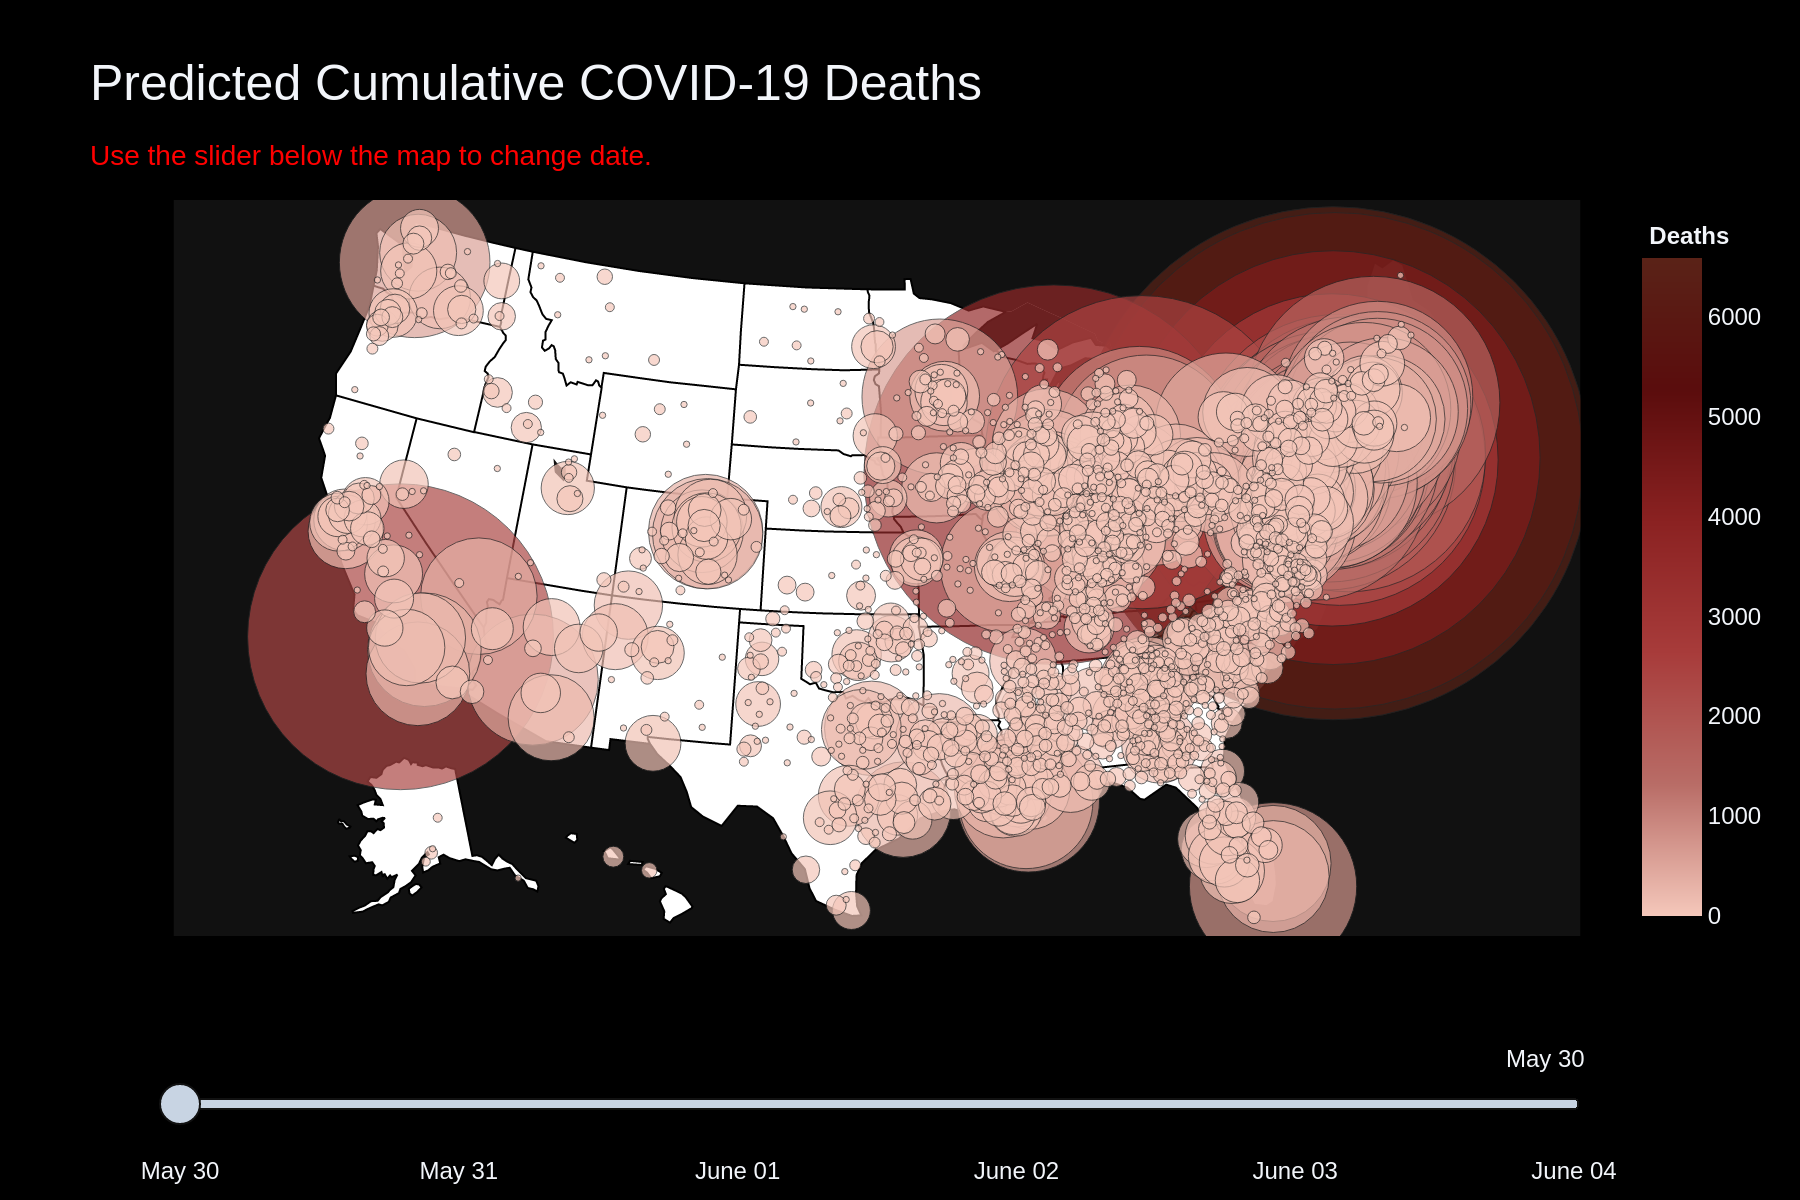 Predicted Cumulative COVID-19 Deaths
Use the slider below the map to change date.
Deaths
6000
5000
4000
3000
2000
1000
0
May 30
May 30
May 31
June 01
June 02
June 03
June 04